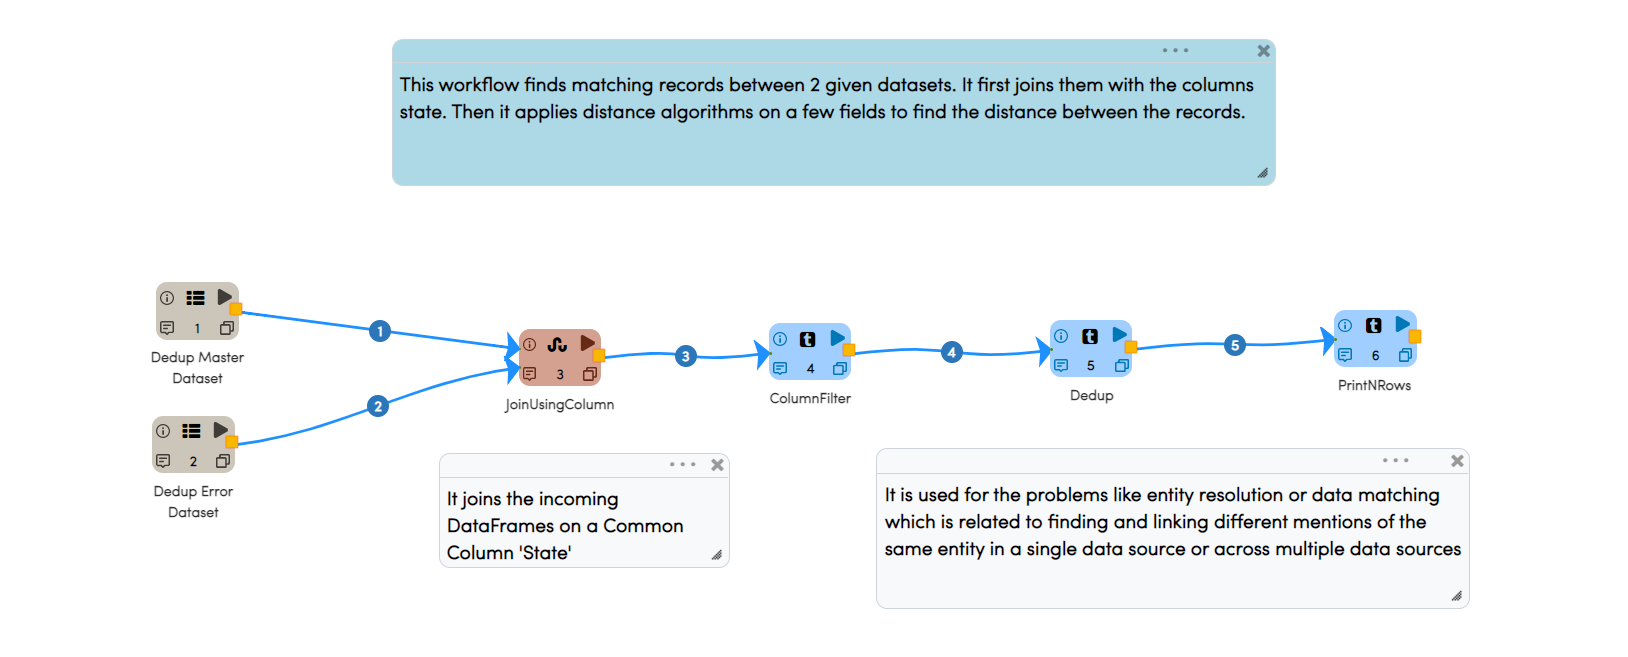 This workflow finds matching records between 2 given datasets. It first joins them with the columns
state. Then it applies distance algorithms on a few fields to find the distance between the records.
1
Dedup Master
Dataset
2
Dedup Error
Dataset
1
2
3
JoinUsingColumn
3
4
ColumnFilter
4
5
Dedup
5
6
PrintNRows
It joins the incoming
DataFrames on a Common
Column 'State'
It is used for the problems like entity resolution or data matching
which is related to finding and linking different mentions of the
same entity in a single data source or across multiple data sources